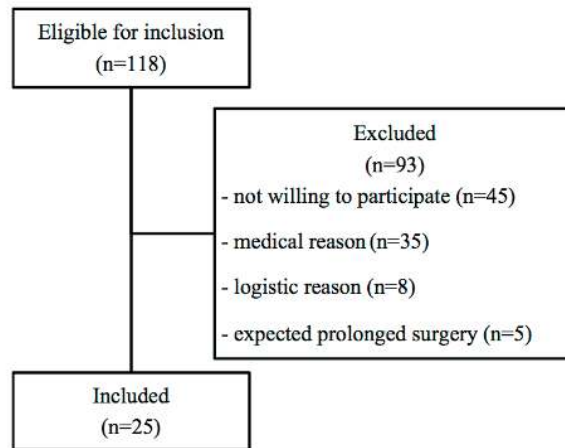 Eligible for inclusion
(n=118)
Excluded
(n=93)
- not willing to participate (n=45)
- medical reason (n=35)
- logistic reason (n=8)
- expected prolonged surgery (n=5)
Included
(n=25)